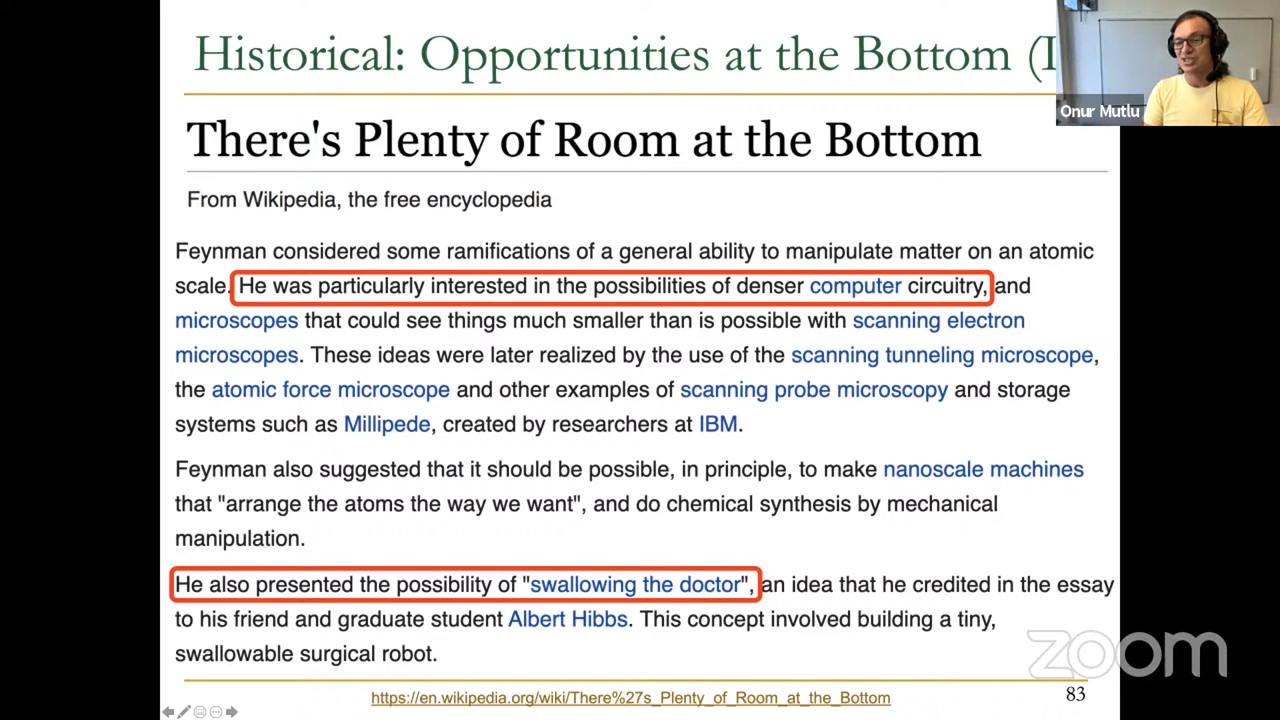 Historical: Opportunities at the Bottom (I
Onur Mutlu
There's Plenty of Room at the Bottom
From Wikipedia, the free encyclopedia
Feynman considered some ramifications of a general ability to manipulate matter on an atomic
scale. He was particularly interested in the possibilities of denser computer circuitry, and
microscopes that could see things much smaller than is possible with scanning electron
microscopes. These ideas were later realized by the use of the scanning tunneling microscope,
the atomic force microscope and other examples of scanning probe microscopy and storage
systems such as Millipede, created by researchers at IBM.
Feynman also suggested that it should be possible, in principle, to make nanoscale machines
that "arrange the atoms the way we want", and do chemical synthesis by mechanical
manipulation.
He also presented the possibility of "swallowing the doctor", an idea that he credited in the essay
to his friend and graduate student Albert Hibbs. This concept involved building a tiny,
swallowable surgical robot.
zoom
https://en.wikipedia.org/wiki/There%27s_Plenty_of_Room_at_the_Bottom
83